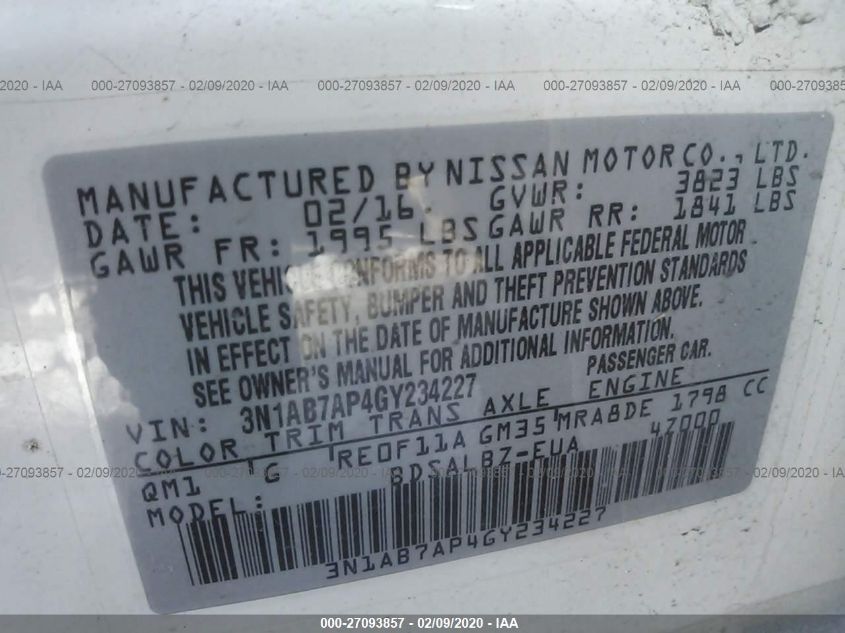 000-27093857 - 02/09/2020 - IAA 000-27093857 - 02/09/2020 - IAA 000-27093857 - 02/09/2020 - IAA
MANUFACTURED BY NISSAN MOTOR CO., LTD.
DATE: 02/16. GVWR: 3823 LBS
GAWR FR: 1995 LBS GAWR RR: 1841 LBS
THIS VEHICLE CONFORMS TO ALL APPLICABLE FEDERAL MOTOR
VEHICLE SAFETY, BUMPER AND THEFT PREVENTION STANDARDS
IN EFFECT ON THE DATE OF MANUFACTURE SHOWN ABOVE.
SEE OWNER'S MANUAL FOR ADDITIONAL INFORMATION.
PASSENGER CAR.
VIN: 3N1AB7AP4GY234227
COLOR TRIM TRANS AXLE ENGINE
QM1 C RE0F11A GM35 MRA8DE 1798 CC
MODEL: BDSALBZ-EUA 47000
3N1AB7AP4GY234227
000-27093857 - 02/09/2020 - IAA